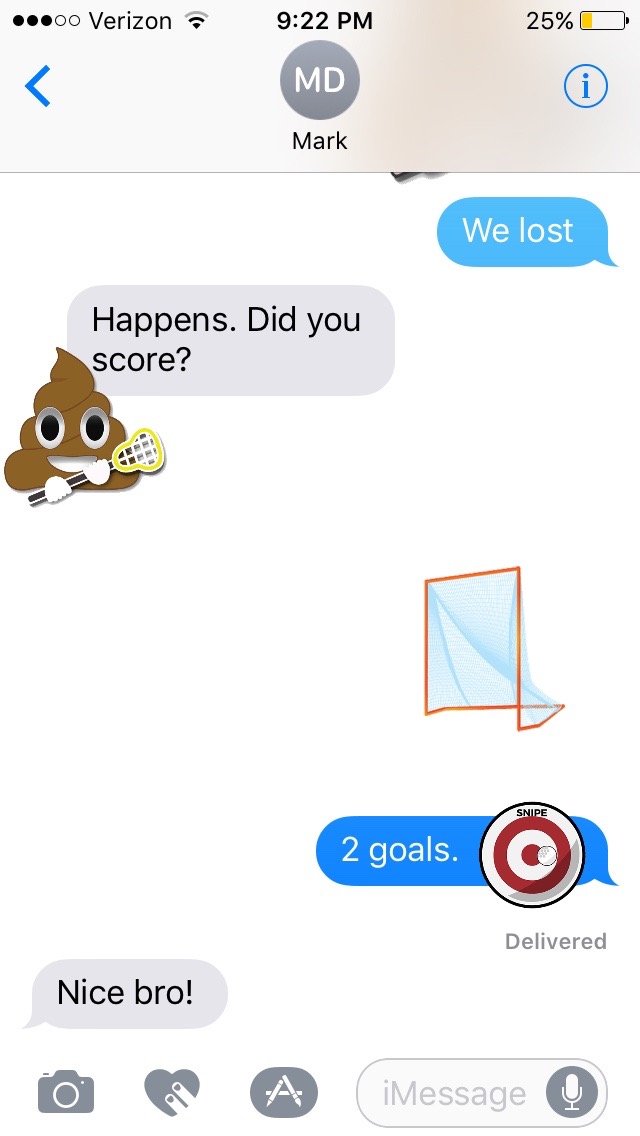 Verizon 9:22 PM 25%
MD
Mark
We lost
Happens. Did you
score?
SNIPE
2 goals.
Delivered
Nice bro!
iMessage